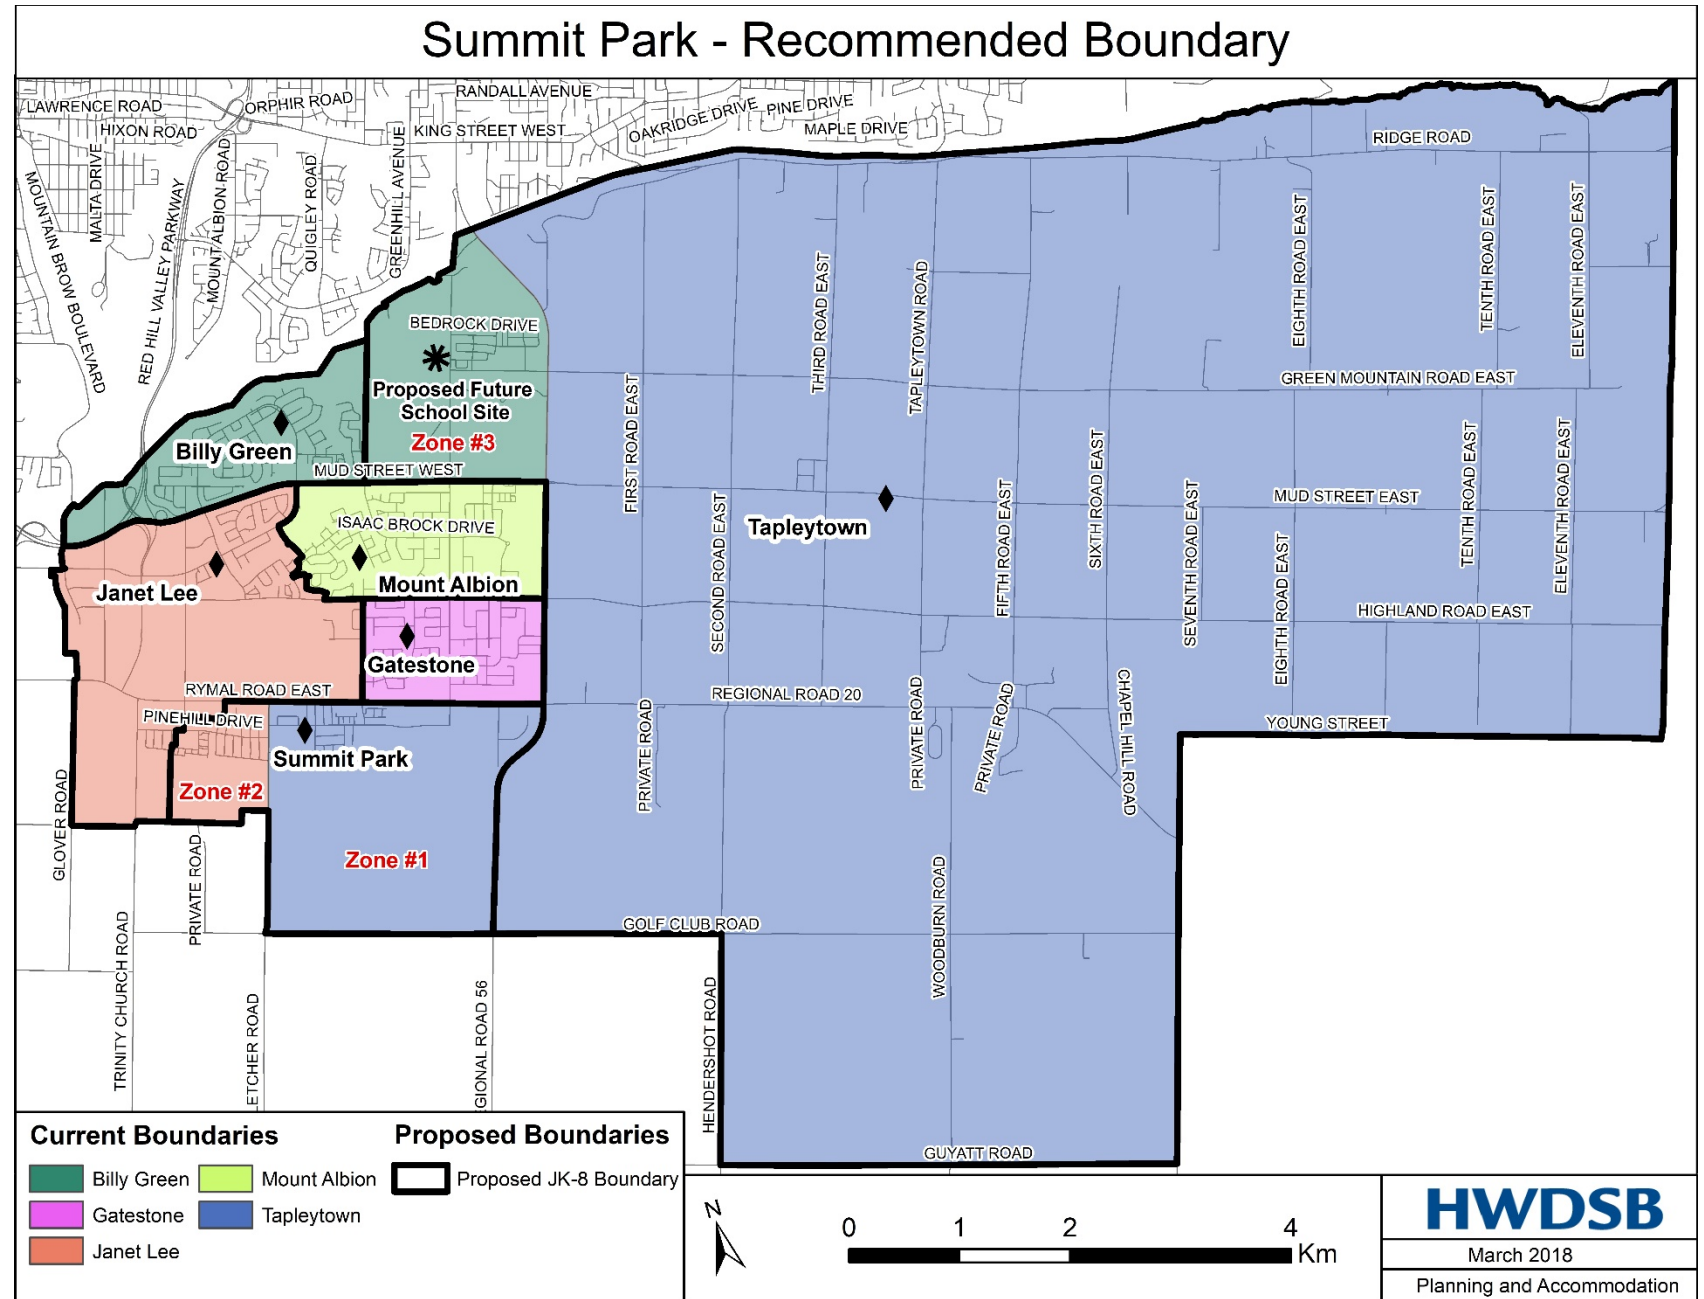 Summit Park - Recommended Boundary
LAWRENCE ROAD
ORPHIR ROAD
RANDALL AVENUE
HIXON ROAD
KING STREET WEST
OAKRIDGE DRIVE
PINE DRIVE
MAPLE DRIVE
RIDGE ROAD
MALTA DRIVE
MOUNTAIN BROW BOULEVARD
RED HILL VALLEY PARKWAY
MOUNT ALBION ROAD
QUIGLEY ROAD
GREENHILL AVENUE
BEDROCK DRIVE
Proposed Future
School Site
Zone #3
Billy Green
MUD STREET WEST
THIRD ROAD EAST
TAPLEYTOWN ROAD
EIGHTH ROAD EAST
TENTH ROAD EAST
ELEVENTH ROAD EAST
GREEN MOUNTAIN ROAD EAST
FIRST ROAD EAST
SECOND ROAD EAST
Tapleytown
FIFTH ROAD EAST
SIXTH ROAD EAST
SEVENTH ROAD EAST
MUD STREET EAST
EIGHTH ROAD EAST
TENTH ROAD EAST
ELEVENTH ROAD EAST
ISAAC BROCK DRIVE
Janet Lee
Mount Albion
HIGHLAND ROAD EAST
Gatestone
RYMAL ROAD EAST
REGIONAL ROAD 20
PINEHILL DRIVE
YOUNG STREET
Summit Park
PRIVATE ROAD
PRIVATE ROAD
PRIVATE ROAD
CHAPEL HILL ROAD
Zone #2
GLOVER ROAD
Zone #1
PRIVATE ROAD
GOLF CLUB ROAD
WOODBURN ROAD
TRINITY CHURCH ROAD
LETCHER ROAD
GIONAL ROAD 56
HENDERSHOT ROAD
GUYATT ROAD
Current Boundaries
Proposed Boundaries
Billy Green
Mount Albion
Proposed JK-8 Boundary
Gatestone
Tapleytown
Janet Lee
N
0 1 2 4
Km
HWDSB
March 2018
Planning and Accommodation